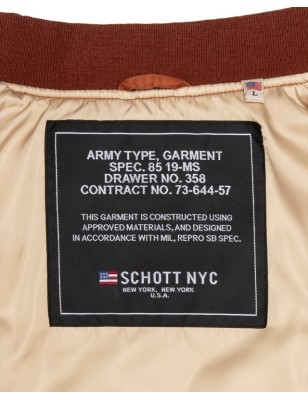 L
ARMY TYPE, GARMENT
SPEC. 85 19-MS
DRAWER NO. 358
CONTRACT NO. 73-644-57
THIS GARMENT IS CONSTRUCTED USING
APPROVED MATERIALS, AND DESIGNED
IN ACCORDANCE WITH MIL, REPRO SB SPEC.
SCHOTT NYC
NEW YORK, NEW YORK
U.S.A.